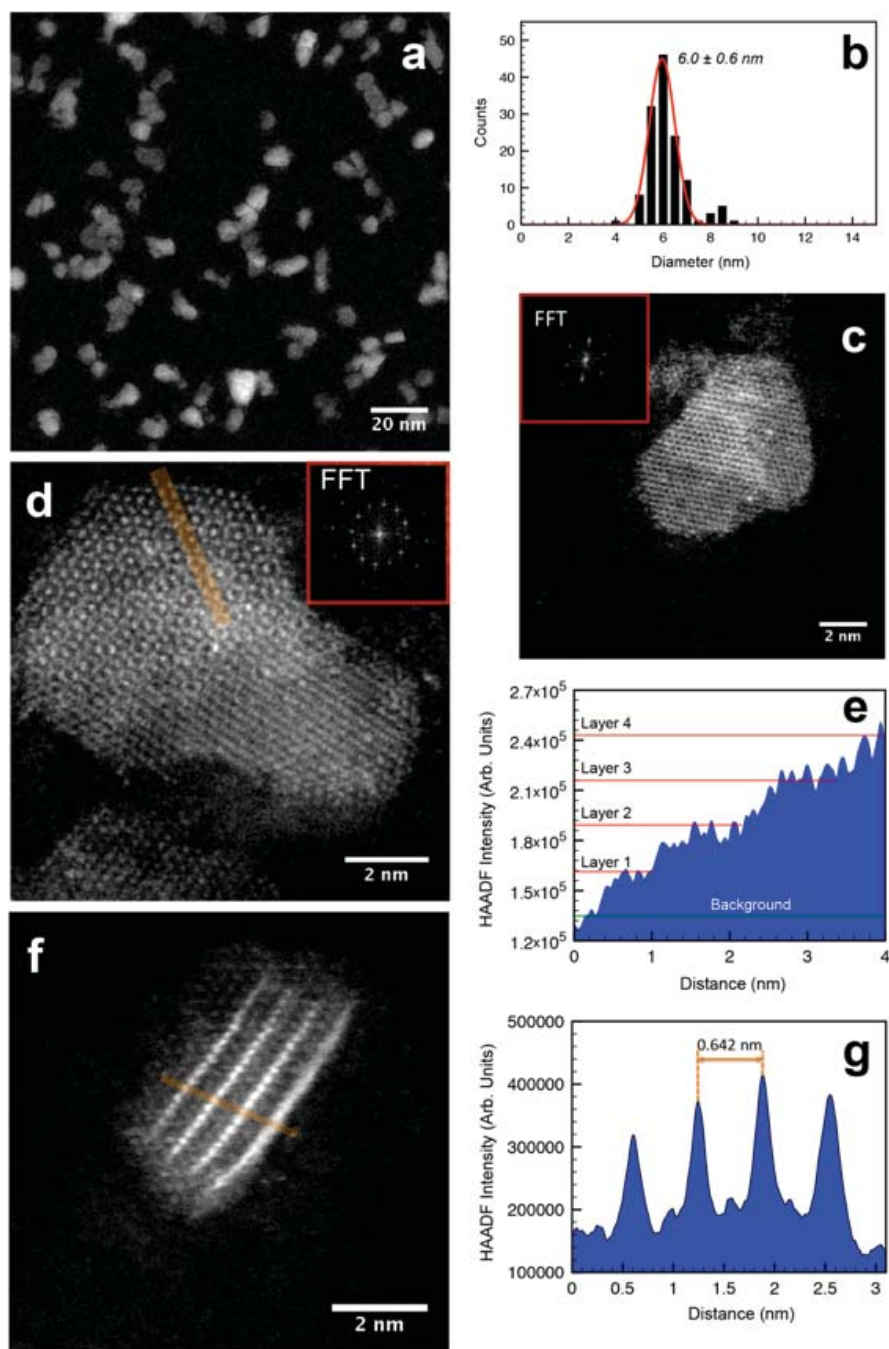 a
20 nm
b
6.0 ± 0.6 nm
50
40
30
20
10
0
Counts
0 2 4 6 8 10 12 14
Diameter (nm)
FFT
c
2 nm
d
FFT
2 nm
e
2.7x10⁵
2.4x10⁵
2.1x10⁵
1.8x10⁵
1.5x10⁵
1.2x10⁵
HAADF Intensity (Arb. Units)
Layer 4
Layer 3
Layer 2
Layer 1
Background
0 1 2 3 4
Distance (nm)
f
2 nm
g
0.642 nm
500000
400000
300000
200000
100000
HAADF Intensity (Arb. Units)
0 0.5 1 1.5 2 2.5 3
Distance (nm)